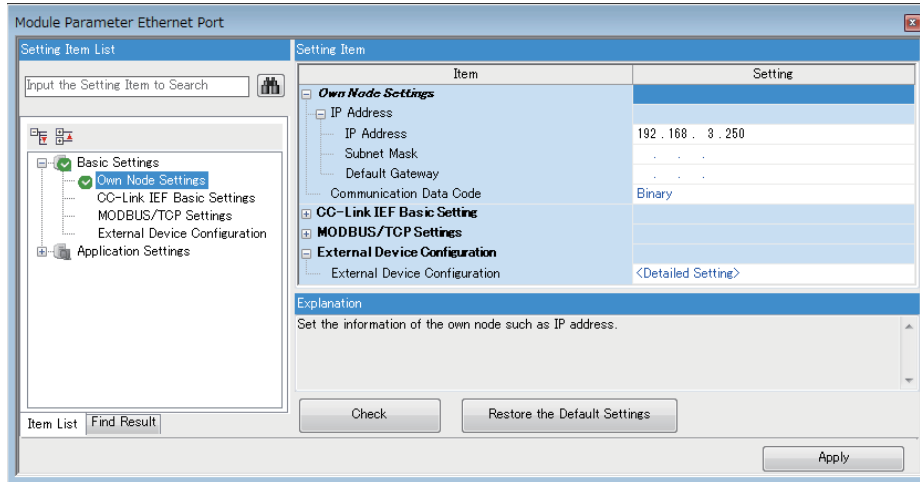 Module Parameter Ethernet Port
Setting Item List
Input the Setting Item to Search
Basic Settings
Own Node Settings
CC-Link IEF Basic Settings
MODBUS/TCP Settings
External Device Configuration
Application Settings
Item List Find Result
Setting Item
Item Setting
Own Node Settings
IP Address
IP Address 192 . 168 . 3 . 250
Subnet Mask . . .
Default Gateway . . .
Communication Data Code Binary
CC-Link IEF Basic Setting
MODBUS/TCP Settings
External Device Configuration
External Device Configuration <Detailed Setting>
Explanation
Set the information of the own node such as IP address.
Check Restore the Default Settings
Apply